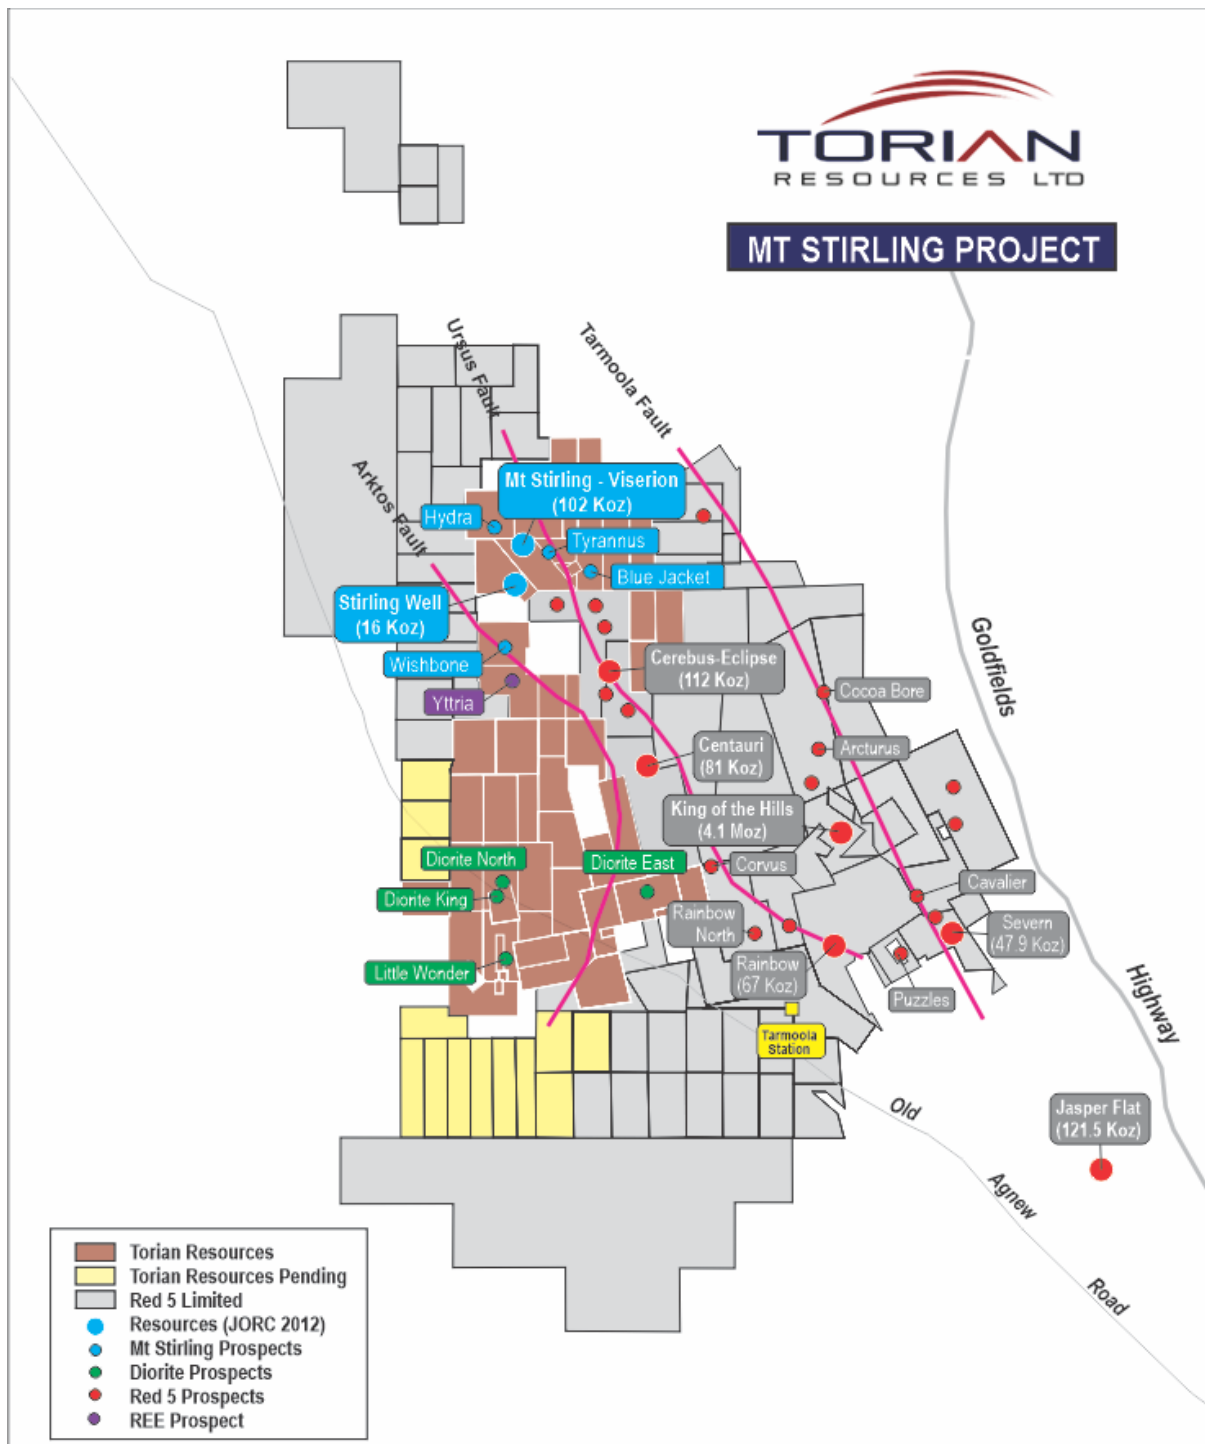 TORIAN
RESOURCES LTD
MT STIRLING PROJECT
Ursus Fault
Tarmoola Fault
Arktos Fault
Mt Stirling - Viserion
(102 Koz)
Hydra
Tyrannus
Blue Jacket
Stirling Well
(16 Koz)
Wishbone
Yttria
Cerebus-Eclipse
(112 Koz)
Cocoa Bore
Goldfields
Highway
Centauri
(81 Koz)
Arcturus
King of the Hills
(4.1 Moz)
Diorite North
Diorite East
Corvus
Diorite King
Cavalier
Rainbow
North
Severn
(47.9 Koz)
Little Wonder
Rainbow
(67 Koz)
Puzzles
Tarmoola
Station
Old
Agnew
Road
Jasper Flat
(121.5 Koz)
Torian Resources
Torian Resources Pending
Red 5 Limited
Resources (JORC 2012)
Mt Stirling Prospects
Diorite Prospects
Red 5 Prospects
REE Prospect